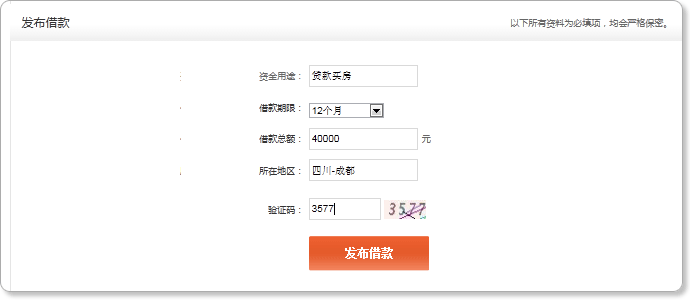 发布借款 以下所有资料为必填项，均会严格保密。
资金用途： 贷款买房
借款期限： 12个月
借款总额： 40000 元
所在地区： 四川-成都
验证码： 3577 3577
发布借款